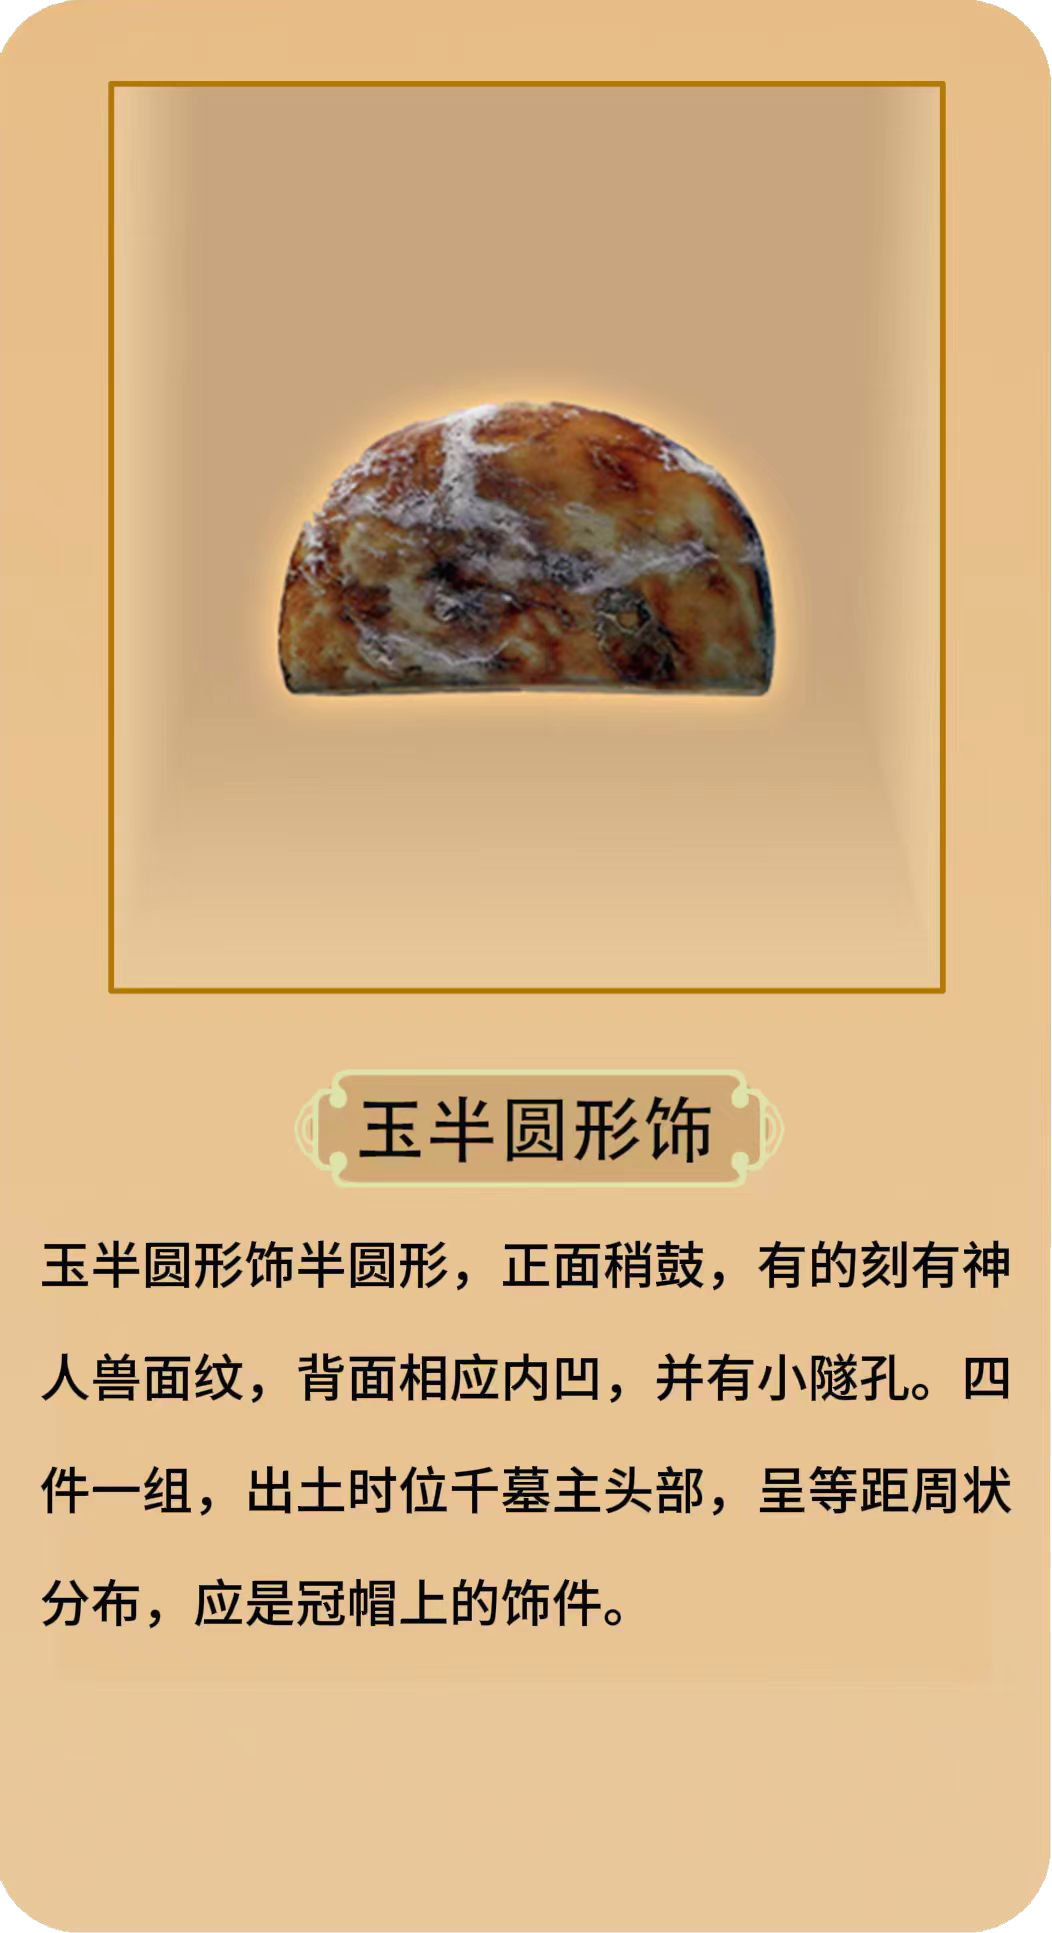 玉半圆形饰
玉半圆形饰半圆形，正面稍鼓，有的刻有神
人兽面纹，背面相应内凹，并有小隧孔。四
件一组，出土时位千墓主头部，呈等距周状
分布，应是冠帽上的饰件。